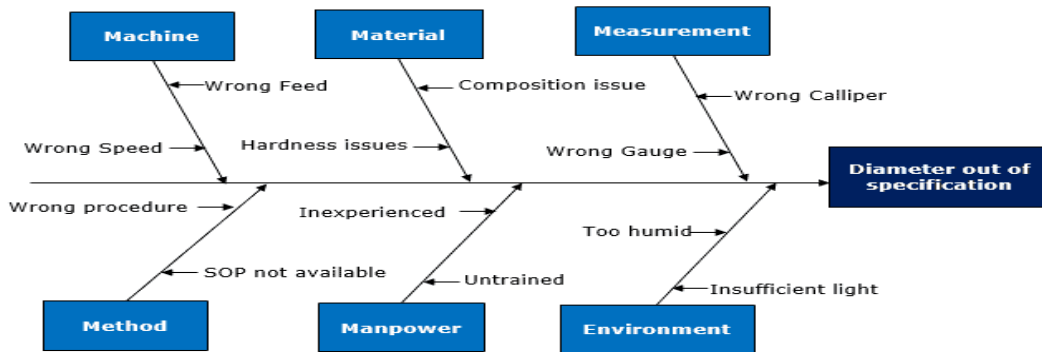 Machine
Material
Measurement
Wrong Feed
Composition issue
Wrong Calliper
Wrong Speed
Hardness issues
Wrong Gauge
Diameter out of
specification
Wrong procedure
Inexperienced
Too humid
SOP not available
Untrained
Insufficient light
Method
Manpower
Environment